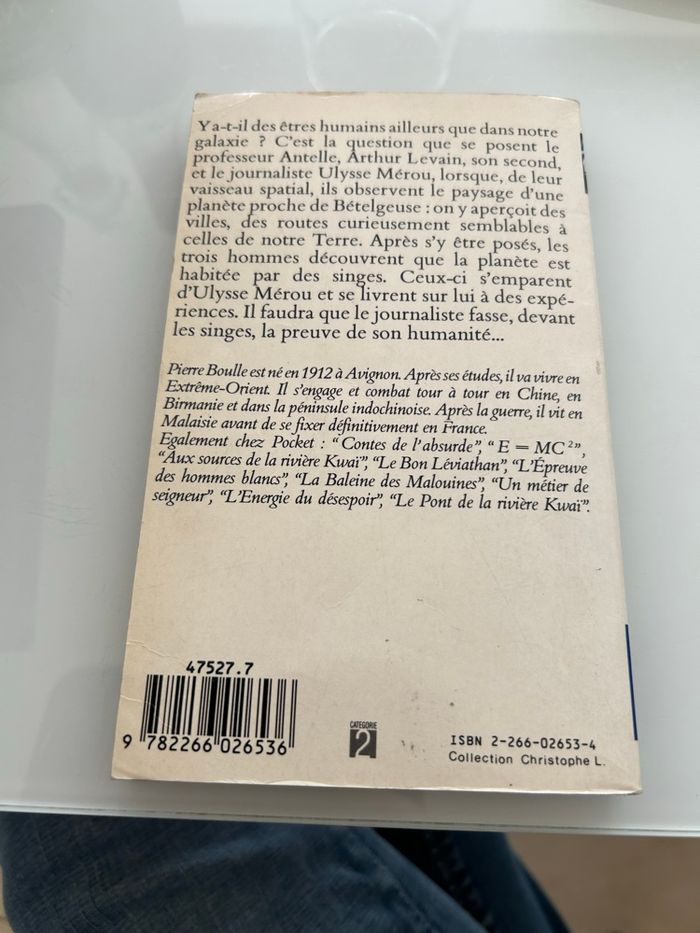 Y a-t-il des êtres humains ailleurs que dans notre
galaxie ? C'est la question que se posent le
professeur Antelle, Arthur Levain, son second,
et le journaliste Ulysse Mérou, lorsque, de leur
vaisseau spatial, ils observent le paysage d'une
planète proche de Bételgeuse : on y aperçoit des
villes, des routes curieusement semblables à
celles de notre Terre. Après s'y être posés, les
trois hommes découvrent que la planète est
habitée par des singes. Ceux-ci s'emparent
d'Ulysse Mérou et se livrent sur lui à des expé-
riences. Il faudra que le journaliste fasse, devant
les singes, la preuve de son humanité...
Pierre Boulle est né en 1912 à Avignon. Après ses études, il va vivre en
Extrême-Orient. Il s'engage et combat tour à tour en Chine, en
Birmanie et dans la péninsule indochinoise. Après la guerre, il vit en
Malaisie avant de se fixer définitivement en France.
Egalement chez Pocket : "Contes de l'absurde", "E = MC²",
"Aux sources de la rivière Kwaï", "Le Bon Léviathan", "L'Épreuve
des hommes blancs", "La Baleine des Malouines", "Un métier de
seigneur", "L'Energie du désespoir", "Le Pont de la rivière Kwaï".
47527.7
9 782266 026536
CATEGORIE
2
ISBN 2-266-02653-4
Collection Christophe L.